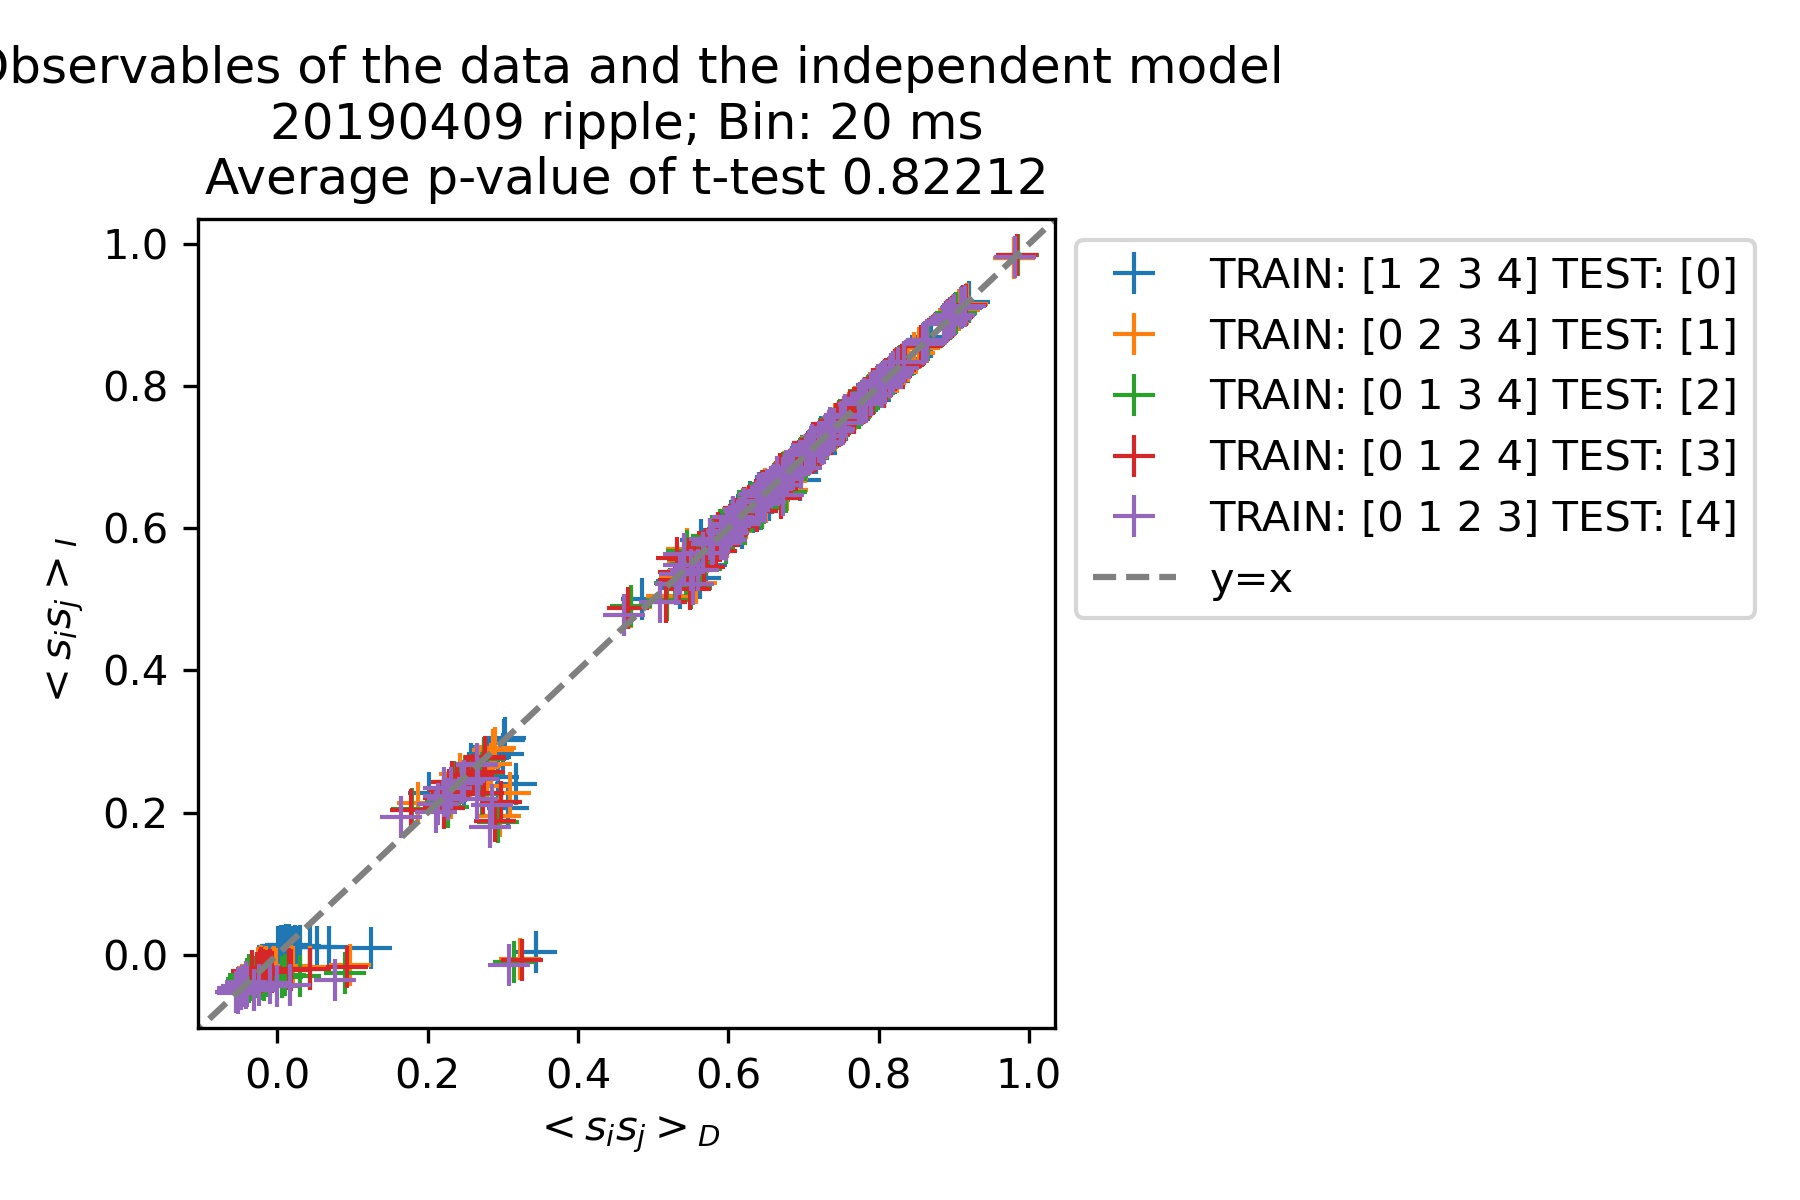 Observables of the data and the independent model
20190409 ripple; Bin: 20 ms
Average p-value of t-test 0.82212
1.0
0.8
0.6
0.4
0.2
0.0
< s_i s_j >_I
0.0 0.2 0.4 0.6 0.8 1.0
< s_i s_j >_D
TRAIN: [1 2 3 4] TEST: [0]
TRAIN: [0 2 3 4] TEST: [1]
TRAIN: [0 1 3 4] TEST: [2]
TRAIN: [0 1 2 4] TEST: [3]
TRAIN: [0 1 2 3] TEST: [4]
y=x